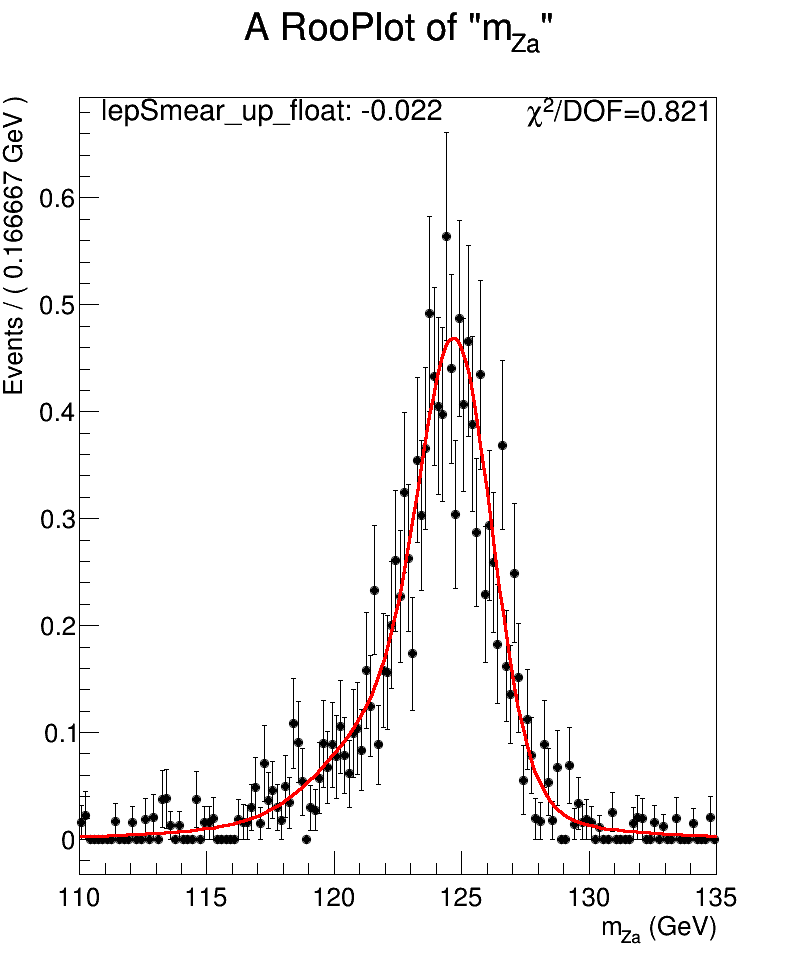 A RooPlot of "mZa"
lepSmear_up_float: -0.022
χ²/DOF=0.821
Events / ( 0.166667 GeV )
0.6
0.5
0.4
0.3
0.2
0.1
0
110 115 120 125 130 135
mZa (GeV)